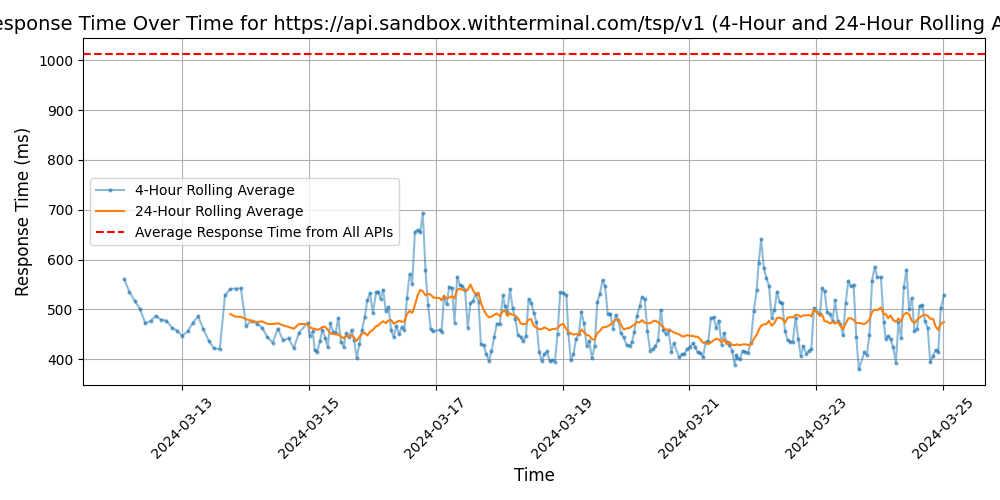 esponse Time Over Time for https://api.sandbox.withterminal.com/tsp/v1 (4-Hour and 24-Hour Rolling A
Response Time (ms)
1000
900
800
700
600
500
400
4-Hour Rolling Average
24-Hour Rolling Average
Average Response Time from All APIs
2024-03-13
2024-03-15
2024-03-17
2024-03-19
2024-03-21
2024-03-23
2024-03-25
Time